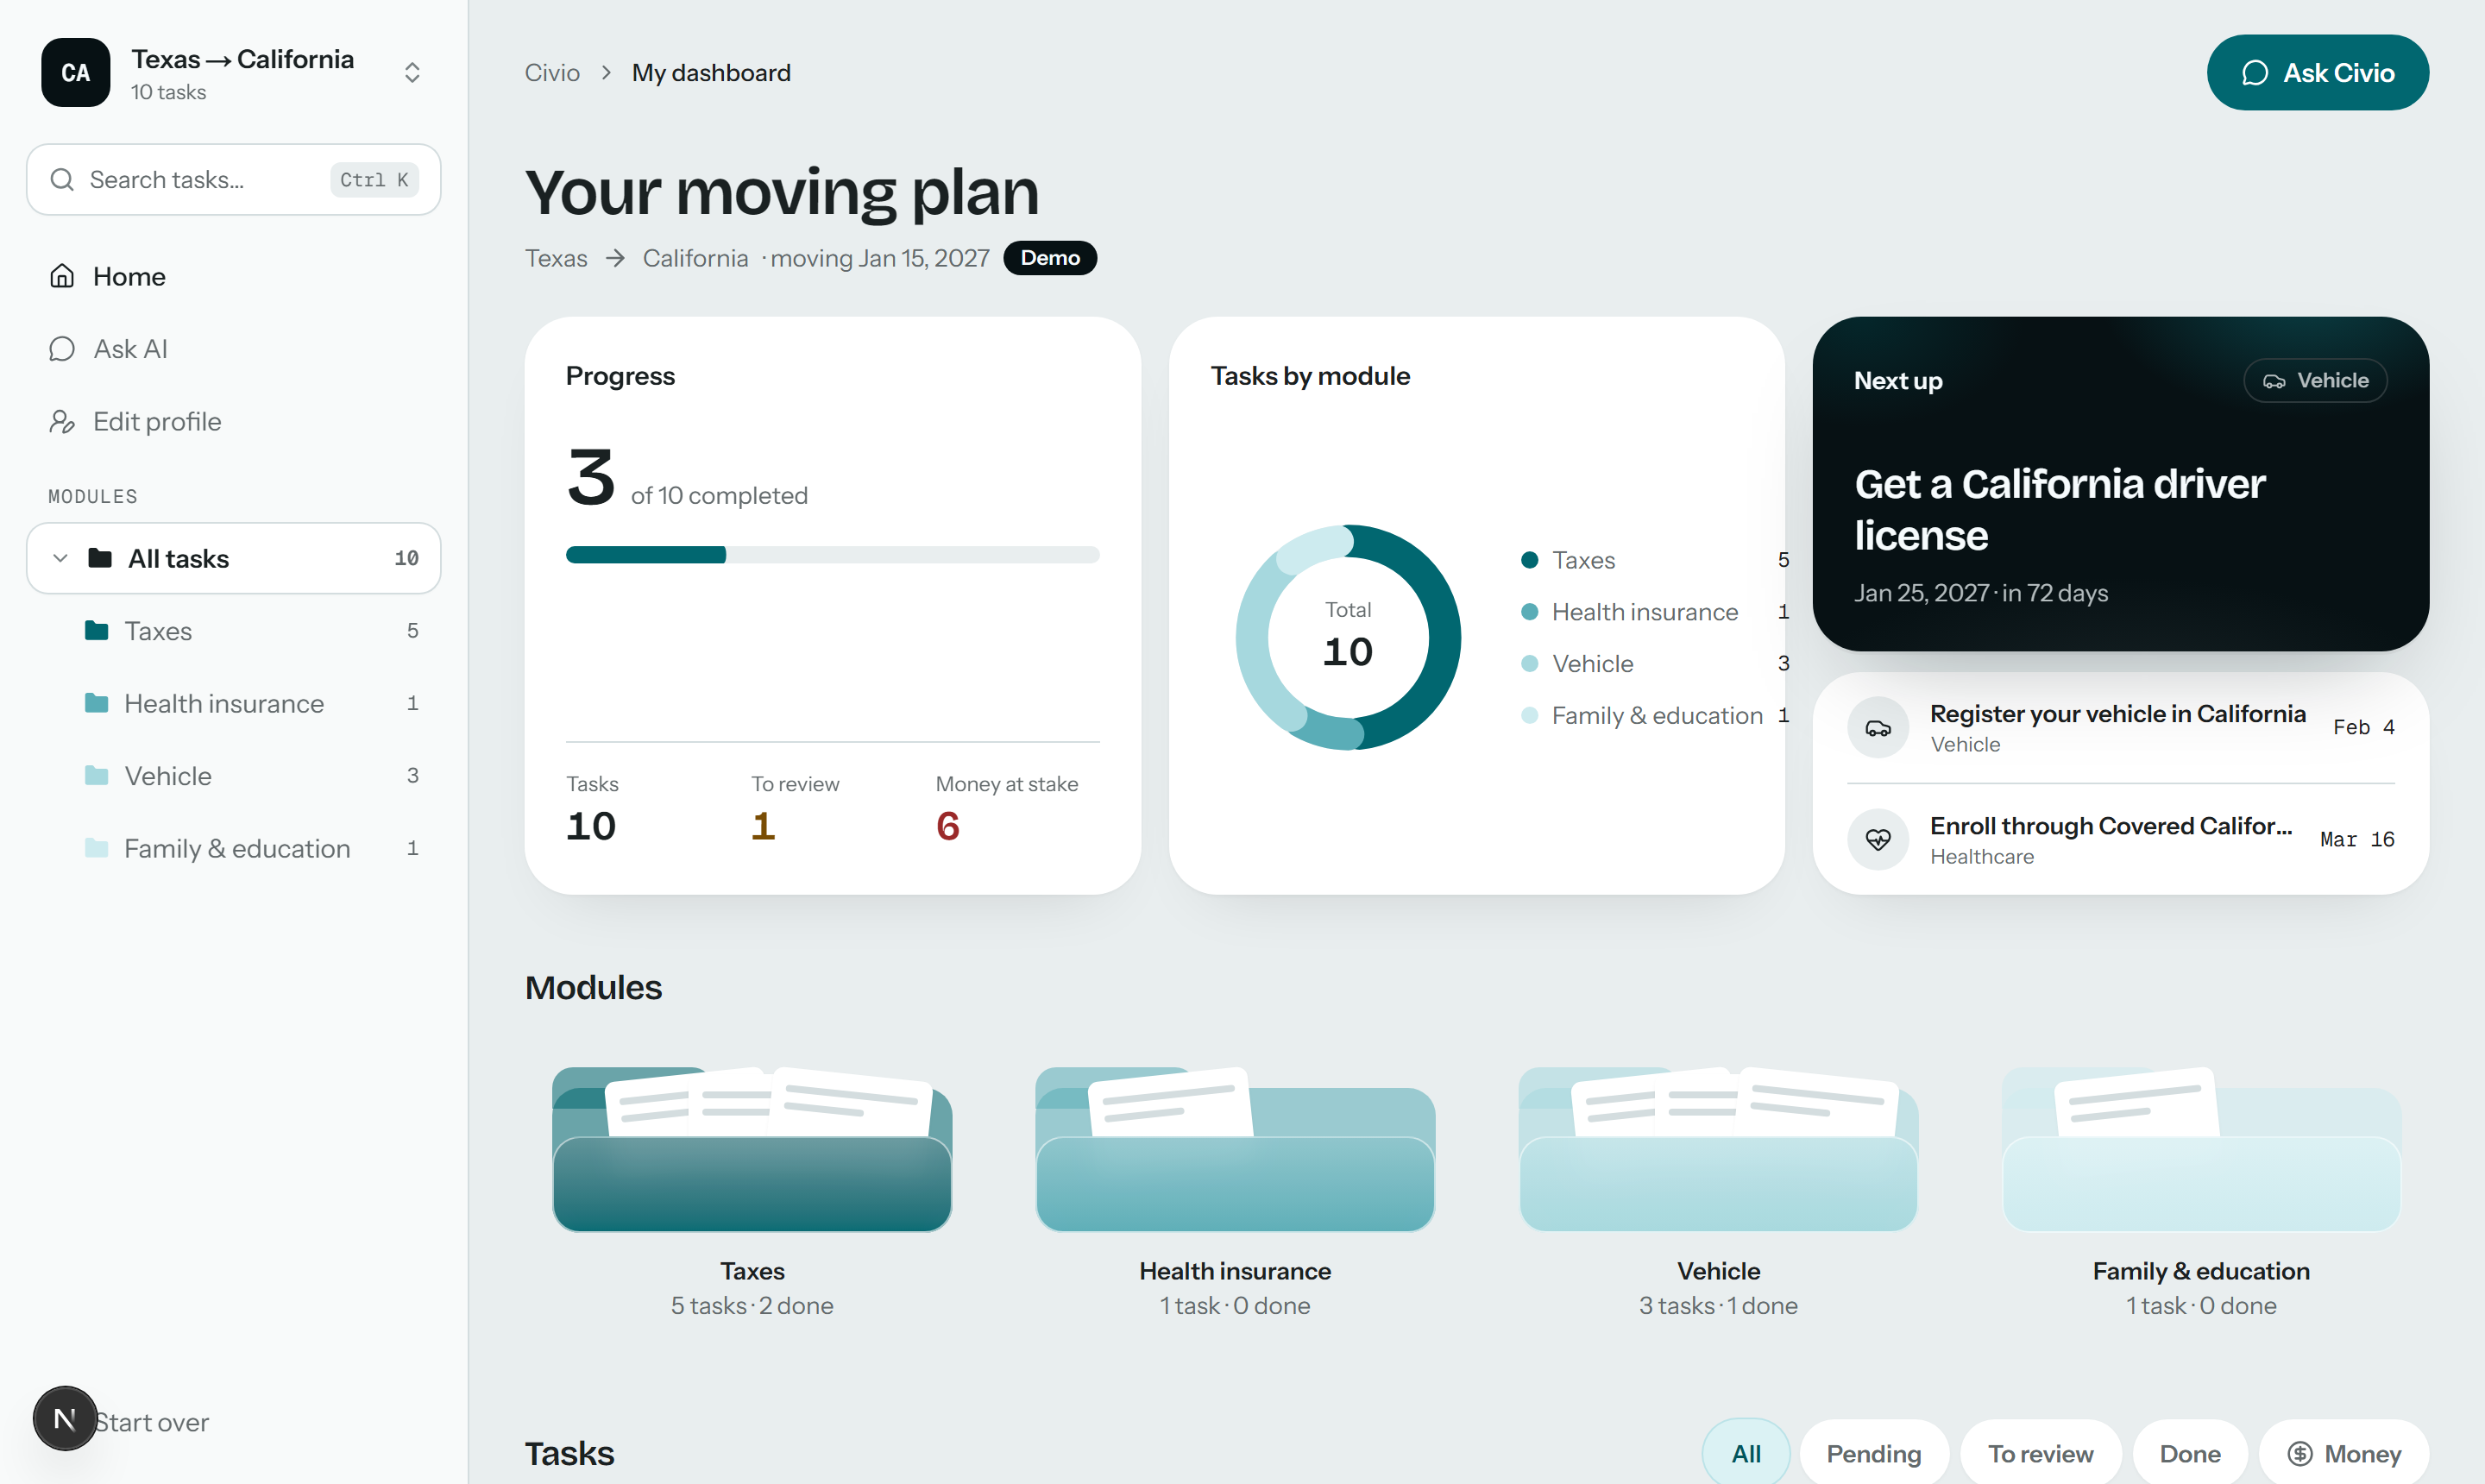 CA
Texas → California
10 tasks
Search tasks...
Ctrl K
Home
Ask AI
Edit profile
MODULES
All tasks 10
Taxes 5
Health insurance 1
Vehicle 3
Family & education 1
N
Start over
Civio > My dashboard
Ask Civio
Your moving plan
Texas → California · moving Jan 15, 2027 Demo
Progress
3 of 10 completed
Tasks To review Money at stake
10 1 6
Tasks by module
Total
10
Taxes 5
Health insurance 1
Vehicle 3
Family & education 1
Next up
Vehicle
Get a California driver
license
Jan 25, 2027 · in 72 days
Register your vehicle in California
Vehicle
Feb 4
Enroll through Covered Califor...
Healthcare
Mar 16
Modules
Taxes
5 tasks · 2 done
Health insurance
1 task · 0 done
Vehicle
3 tasks · 1 done
Family & education
1 task · 0 done
Tasks
All Pending To review Done Money